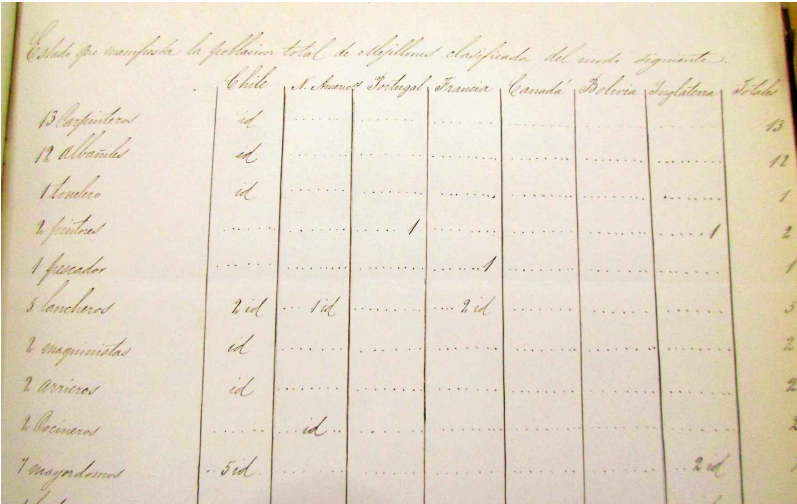 Estado que manifiesta la poblacion total de Mejillones clasificada del modo siguiente.
Chile N. Americ Portugal Francia Canadá Bolivia Inglaterra Totales
13 Carpinteros id 13
12 albañiles id 12
1 tonelero id 1
2 pintores 1 1 2
1 pescador 1 1
5 lancheros 2 id 1 id 2 id 5
2 maquinistas id 2
2 arrieros id 2
2 Cocineros id 2
7 mayordomos 5 id 2 id